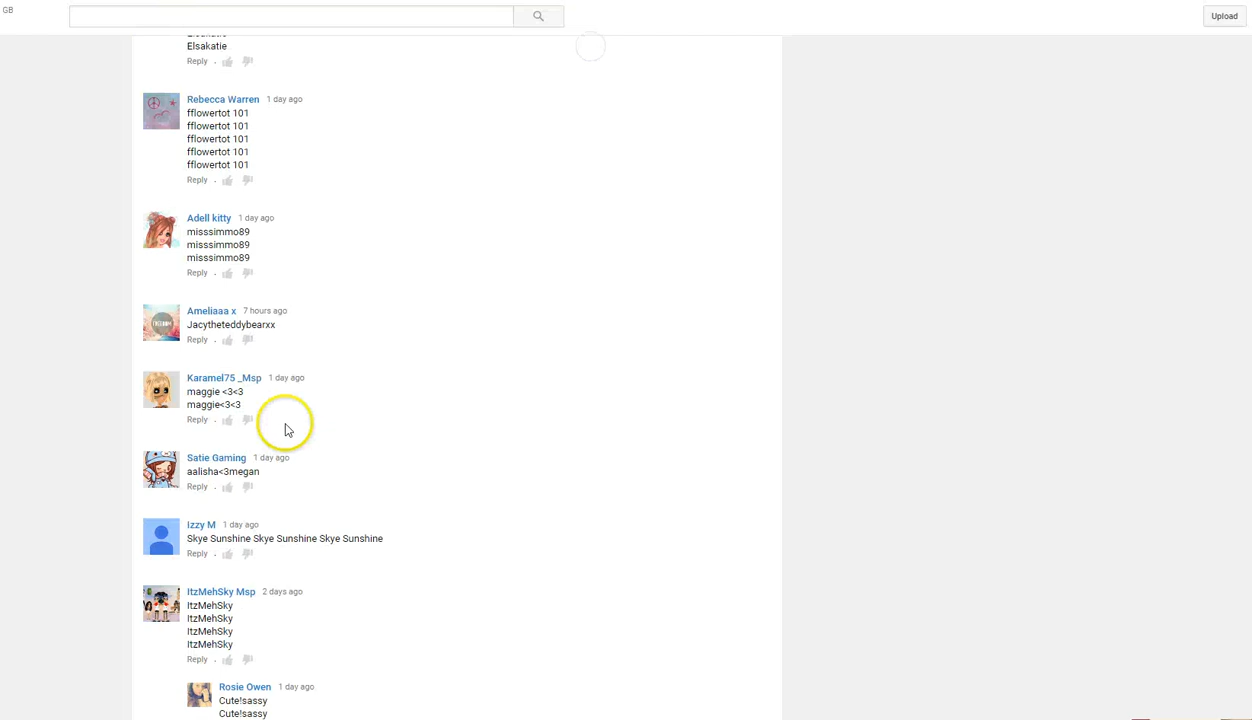 GB
Upload
Elsakatie
Elsakatie
Reply .
Rebecca Warren 1 day ago
fflowertot 101
fflowertot 101
fflowertot 101
fflowertot 101
fflowertot 101
Reply .
Adell kitty 1 day ago
misssimmo89
misssimmo89
misssimmo89
Reply .
Ameliaaa x 7 hours ago
Jacytheteddybearxx
Reply .
Karamel75 _Msp 1 day ago
maggie <3<3
maggie<3<3
Reply .
Satie Gaming 1 day ago
aalisha<3megan
Reply .
Izzy M 1 day ago
Skye Sunshine Skye Sunshine Skye Sunshine
Reply .
ItzMehSky Msp 2 days ago
ItzMehSky
ItzMehSky
ItzMehSky
ItzMehSky
Reply .
Rosie Owen 1 day ago
Cute!sassy
Cute!sassy